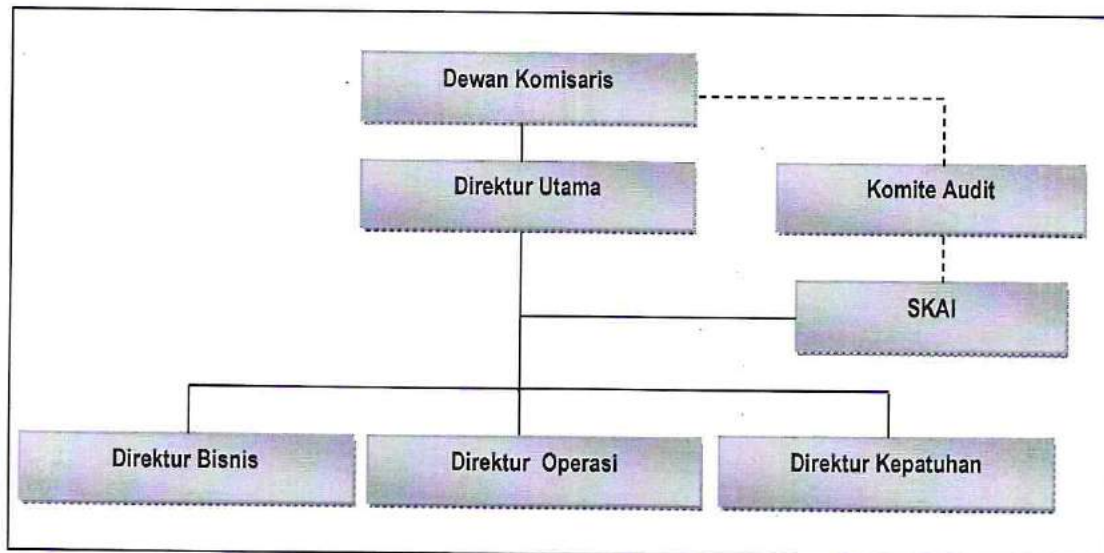 Dewan Komisaris
Direktur Utama
Komite Audit
SKAI
Direktur Bisnis
Direktur Operasi
Direktur Kepatuhan